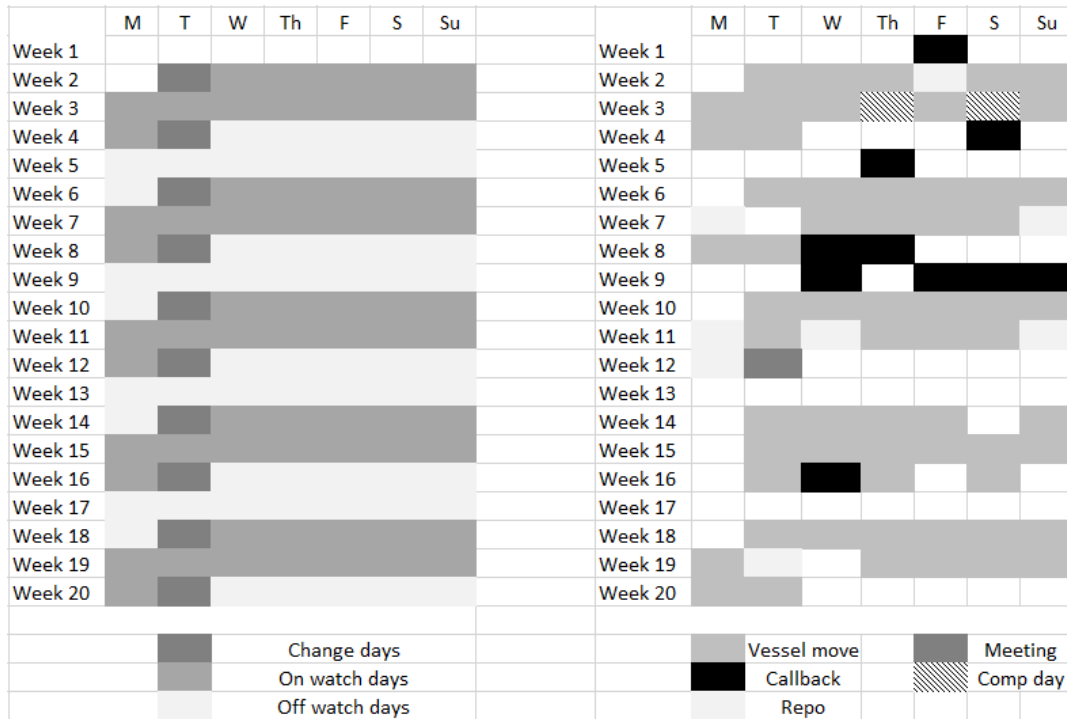 M T W Th F S Su M T W Th F S Su
Week 1 Week 1
Week 2 Week 2
Week 3 Week 3
Week 4 Week 4
Week 5 Week 5
Week 6 Week 6
Week 7 Week 7
Week 8 Week 8
Week 9 Week 9
Week 10 Week 10
Week 11 Week 11
Week 12 Week 12
Week 13 Week 13
Week 14 Week 14
Week 15 Week 15
Week 16 Week 16
Week 17 Week 17
Week 18 Week 18
Week 19 Week 19
Week 20 Week 20
Change days Vessel move Meeting
On watch days Callback Comp day
Off watch days Repo